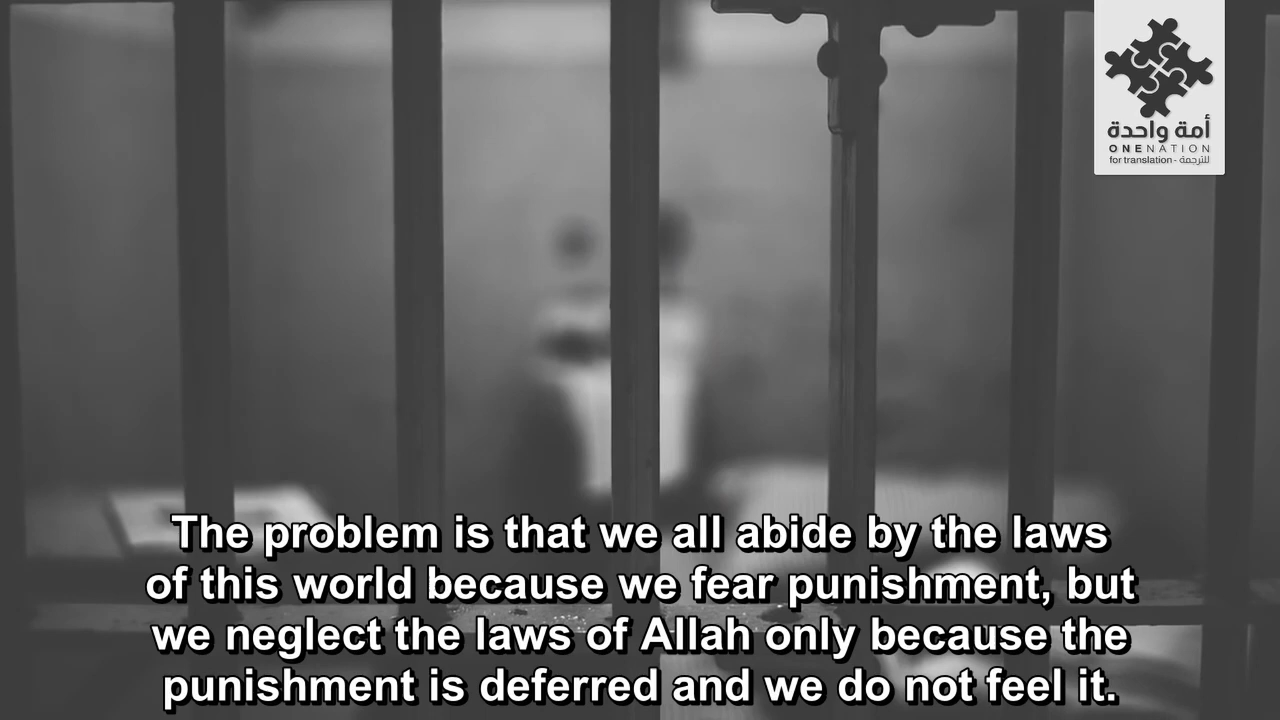 أمة واحدة
ONENATION
for translation - للترجمة
The problem is that we all abide by the laws
of this world because we fear punishment, but
we neglect the laws of Allah only because the
punishment is deferred and we do not feel it.